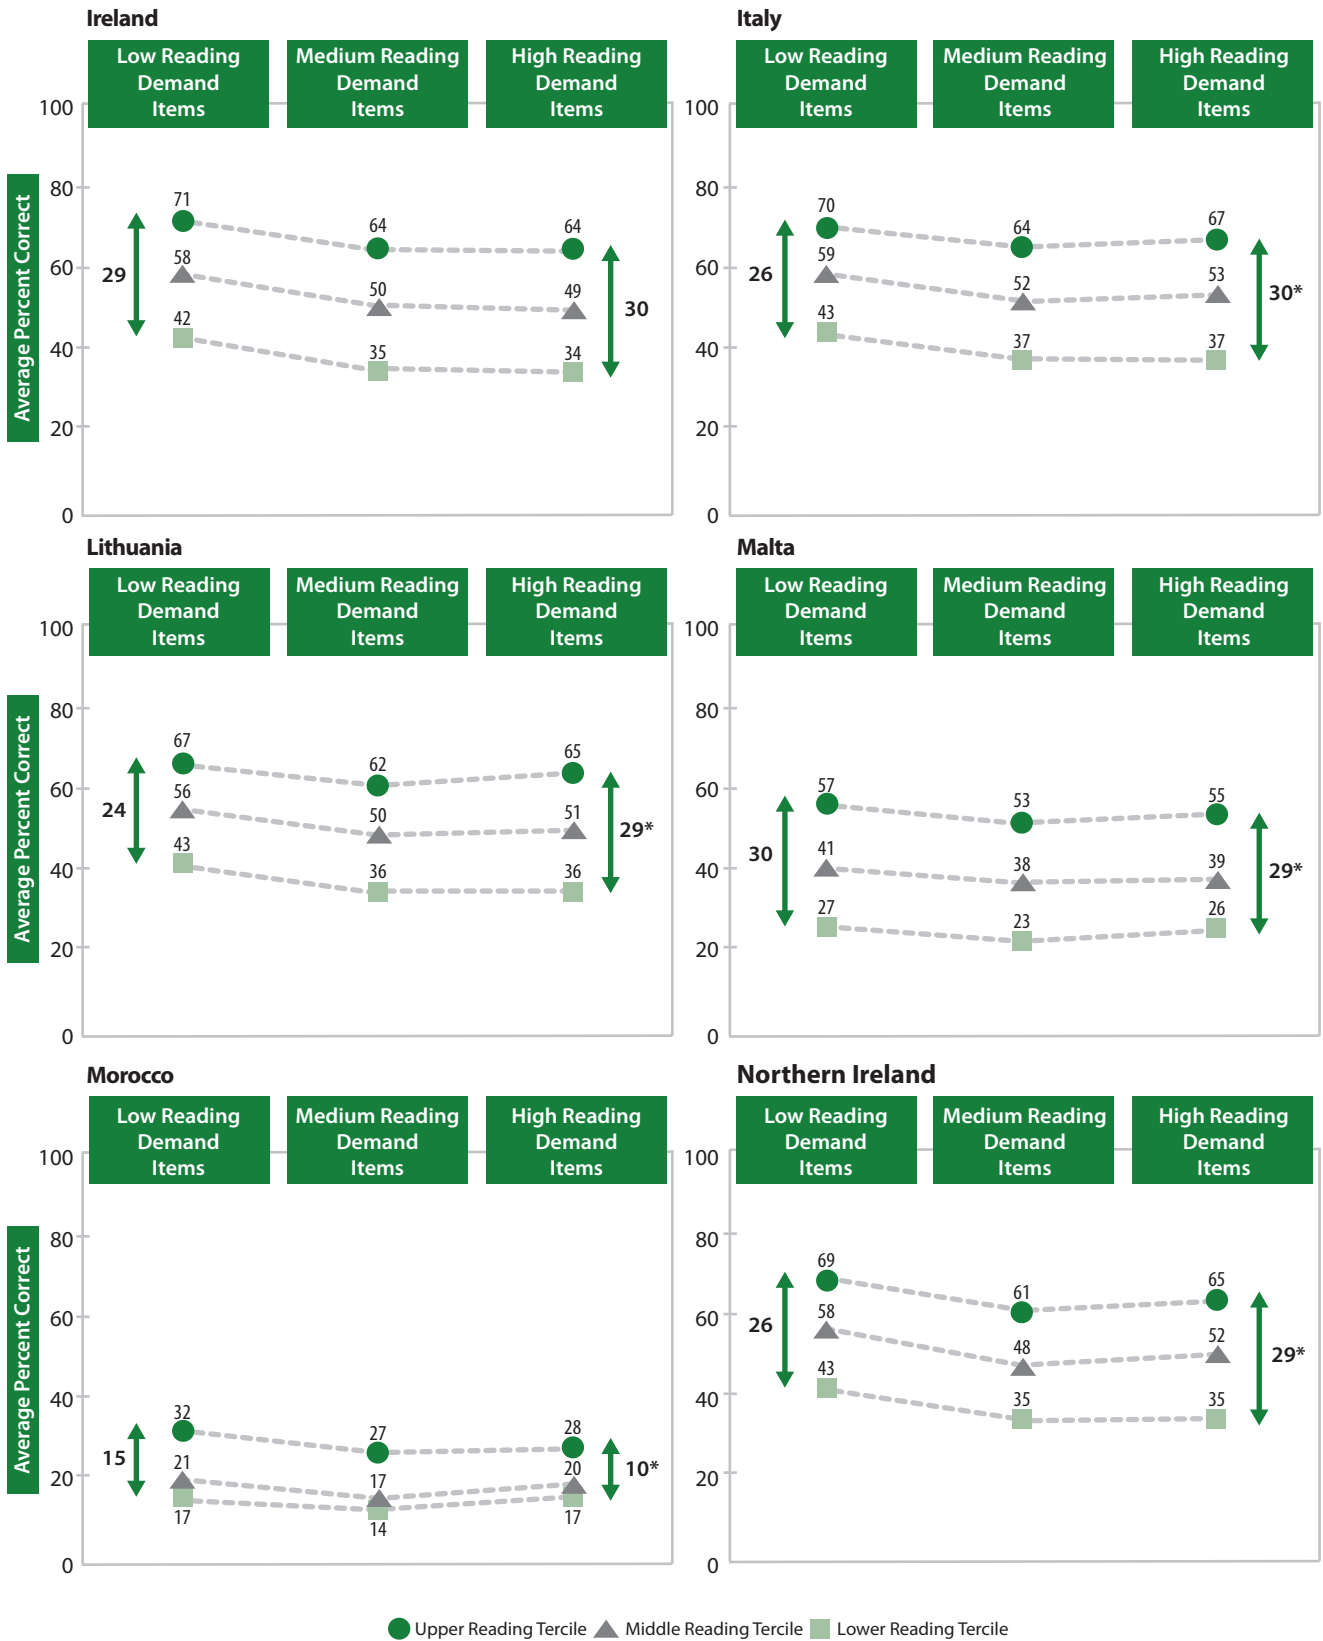 Ireland
Low Reading
Demand
Items
Medium Reading
Demand
Items
High Reading
Demand
Items
Average Percent Correct
100
80
60
40
20
0
29
71
64
64
58
50
49
42
35
34
30
Italy
Low Reading
Demand
Items
Medium Reading
Demand
Items
High Reading
Demand
Items
100
80
60
40
20
0
26
70
64
67
59
52
53
43
37
37
30*
Lithuania
Low Reading
Demand
Items
Medium Reading
Demand
Items
High Reading
Demand
Items
Average Percent Correct
100
80
60
40
20
0
24
67
62
65
56
50
51
43
36
36
29*
Malta
Low Reading
Demand
Items
Medium Reading
Demand
Items
High Reading
Demand
Items
100
80
60
40
20
0
30
57
53
55
41
38
39
27
23
26
29*
Morocco
Low Reading
Demand
Items
Medium Reading
Demand
Items
High Reading
Demand
Items
Average Percent Correct
100
80
60
40
20
0
15
32
27
28
21
17
20
17
14
17
10*
Northern Ireland
Low Reading
Demand
Items
Medium Reading
Demand
Items
High Reading
Demand
Items
100
80
60
40
20
0
26
69
61
65
58
48
52
43
35
35
29*
Upper Reading Tercile Middle Reading Tercile Lower Reading Tercile